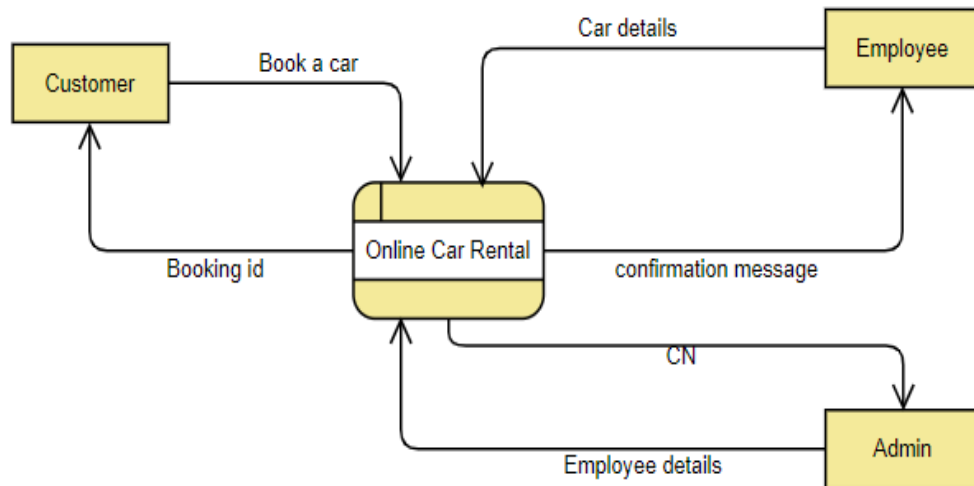 Car details
Employee
Book a car
Customer
Online Car Rental
Booking id
confirmation message
CN
Admin
Employee details